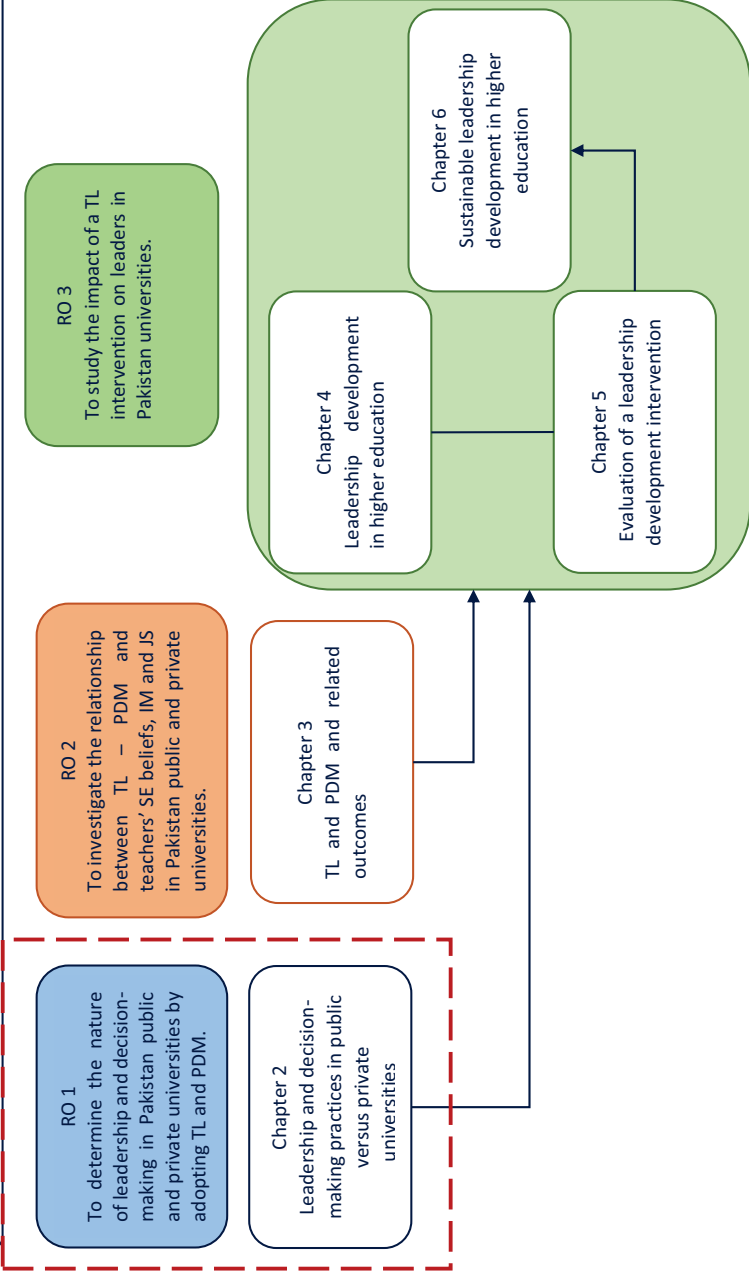 RO 1
To determine the nature
of leadership and decision-
making in Pakistan public
and private universities by
adopting TL and PDM.
RO 2
To investigate the relationship
between TL – PDM and
teachers’ SE beliefs, IM and JS
in Pakistan public and private
universities.
RO 3
To study the impact of a TL
intervention on leaders in
Pakistan universities.
Chapter 2
Leadership and decision-
making practices in public
versus private
universities
Chapter 3
TL and PDM and related
outcomes
Chapter 4
Leadership development
in higher education
Chapter 5
Evaluation of a leadership
development intervention
Chapter 6
Sustainable leadership
development in higher
education